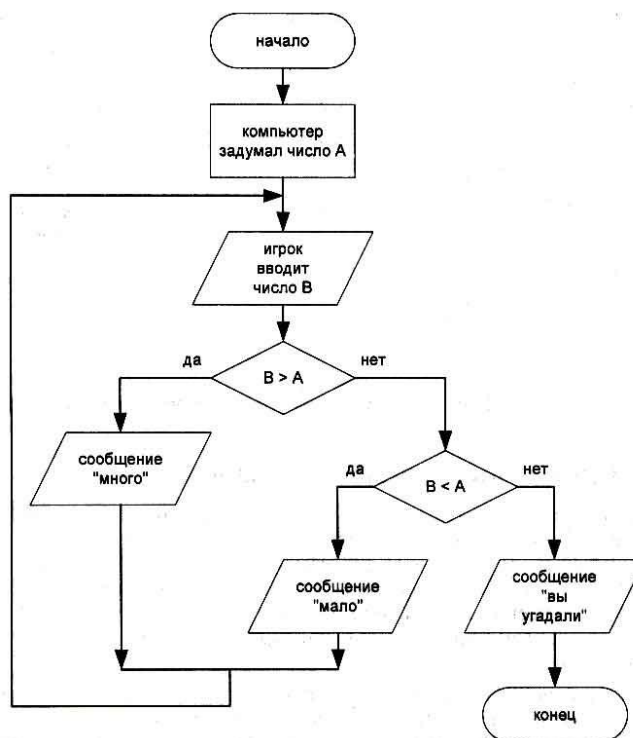 начало
компьютер
задумал число А
игрок
вводит
число В
да
В > А
нет
сообщение
"много"
да
В < А
нет
сообщение
"мало"
сообщение
"вы
угадали"
конец